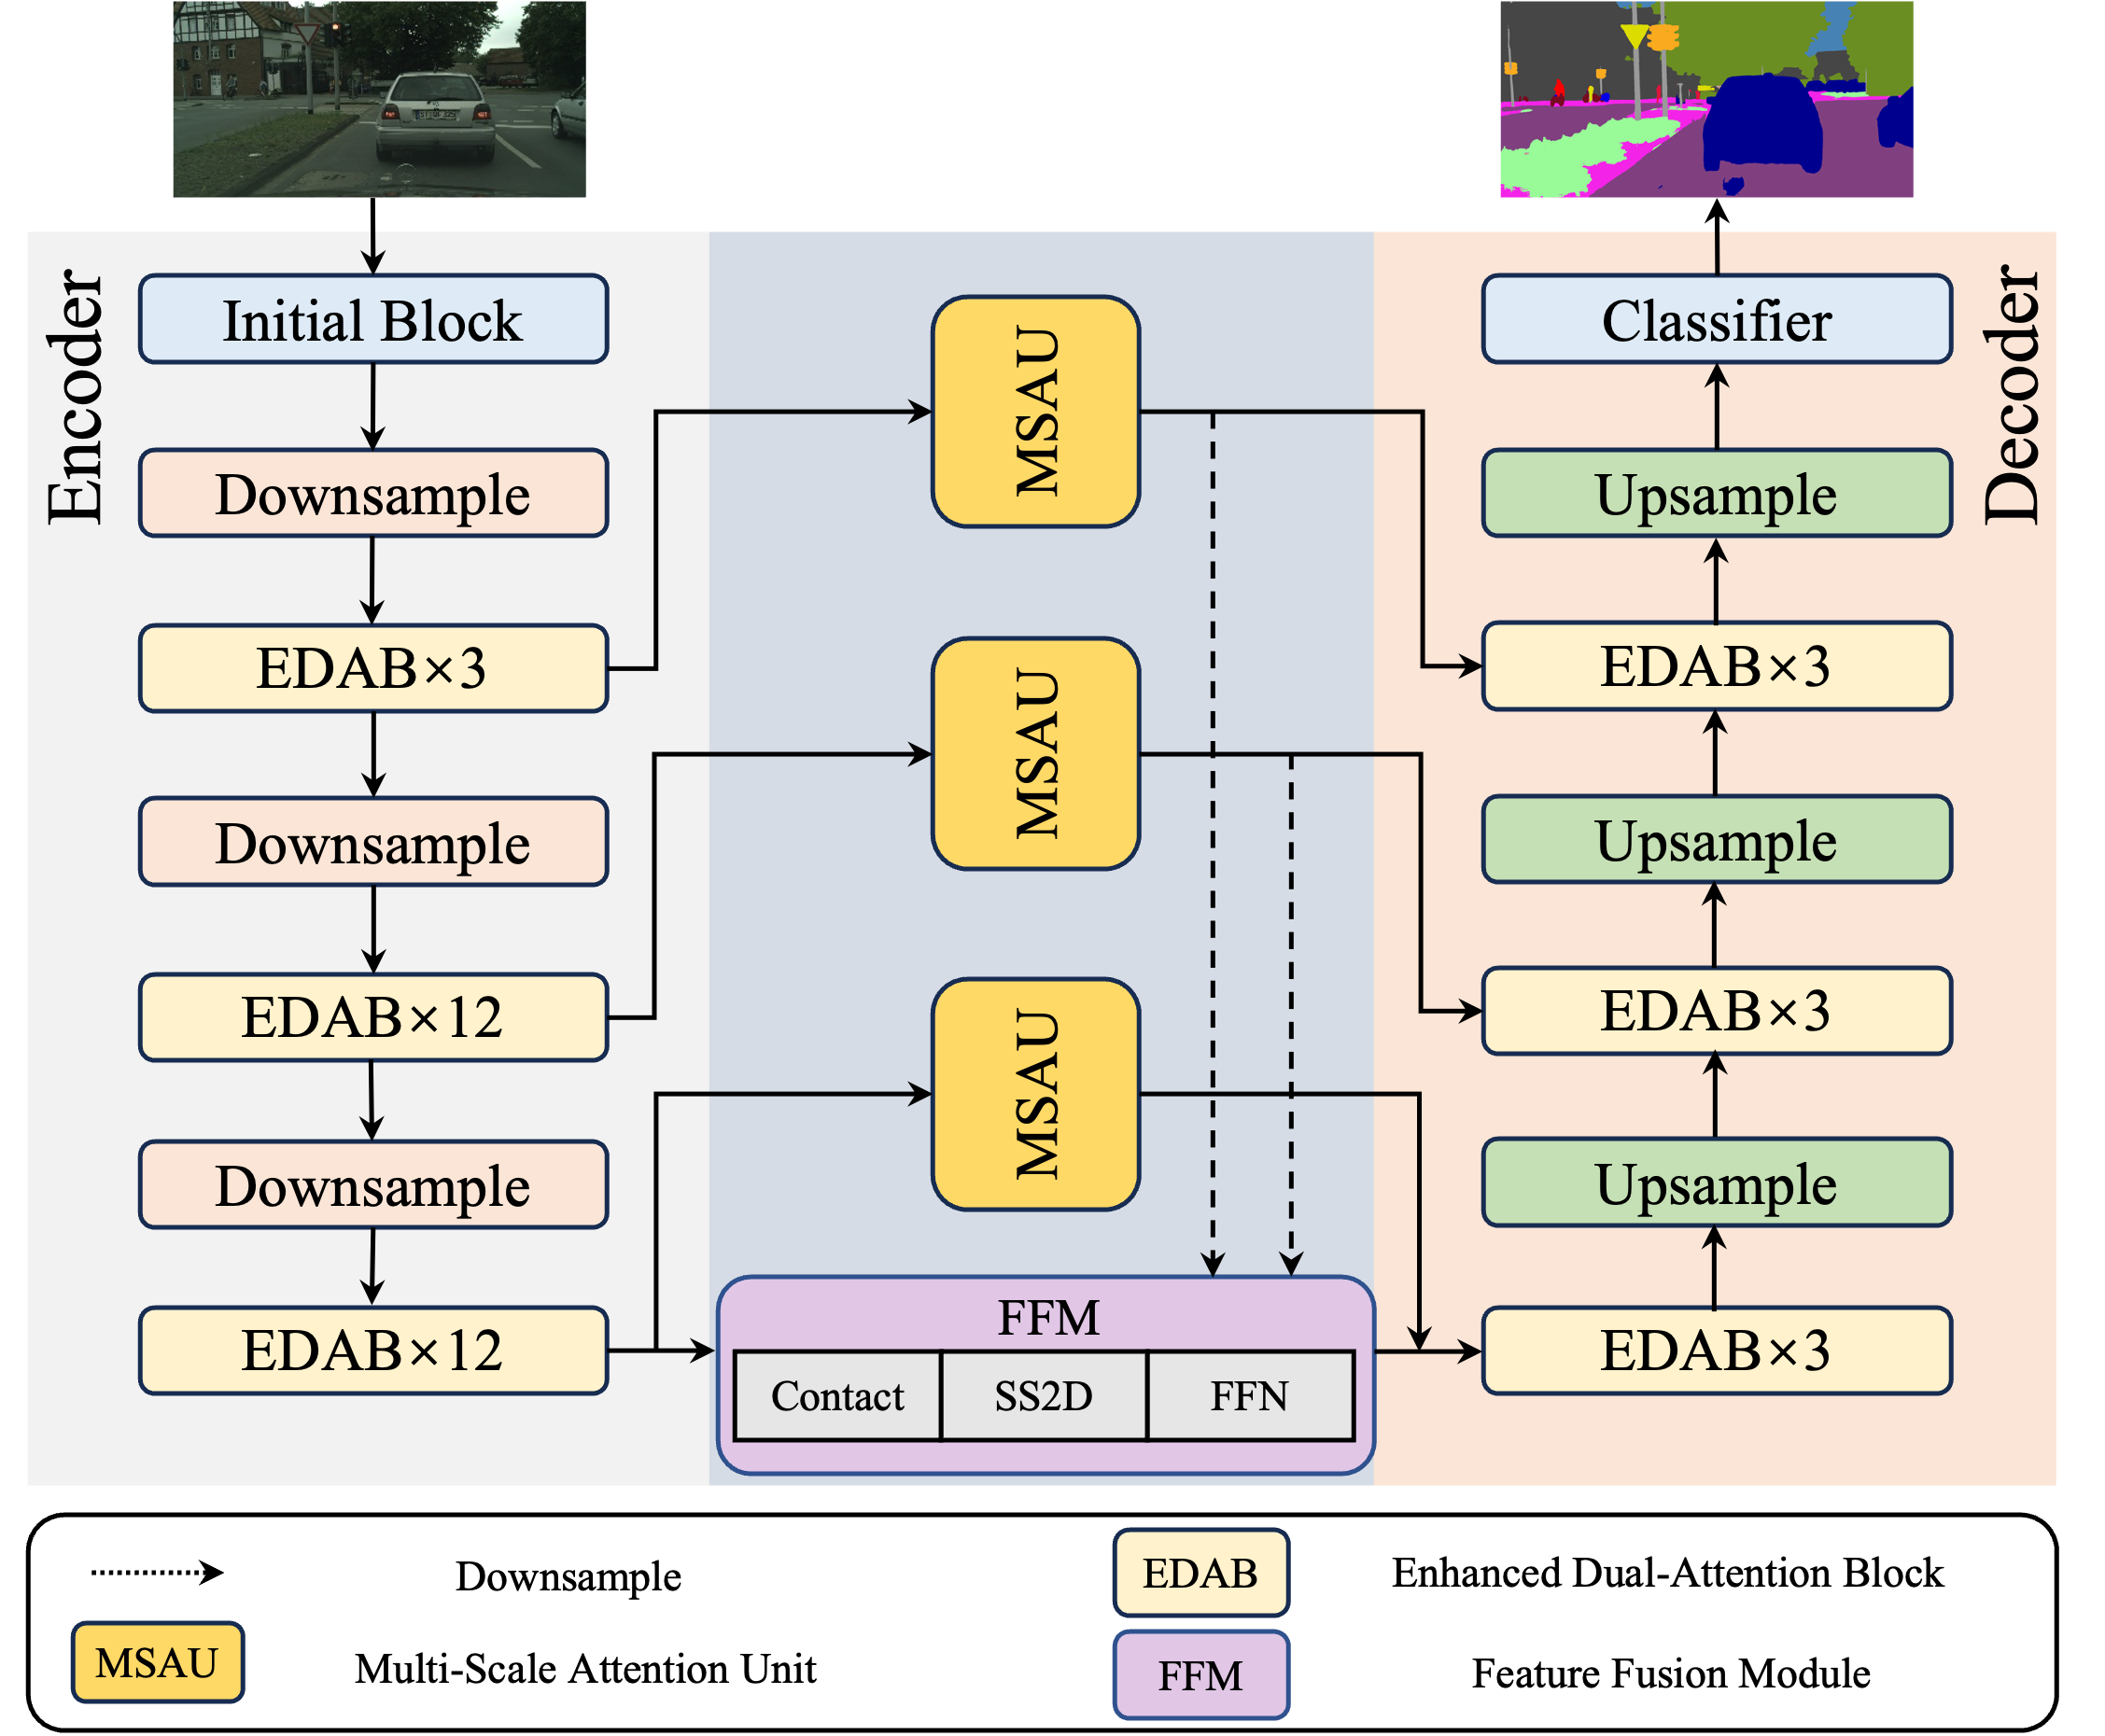 Encoder
Initial Block
Downsample
EDAB×3
Downsample
EDAB×12
Downsample
EDAB×12
MSAU
MSAU
MSAU
FFM
Contact
SS2D
FFN
Decoder
Classifier
Upsample
EDAB×3
Upsample
EDAB×3
Upsample
EDAB×3
Downsample
EDAB
Enhanced Dual-Attention Block
MSAU
Multi-Scale Attention Unit
FFM
Feature Fusion Module